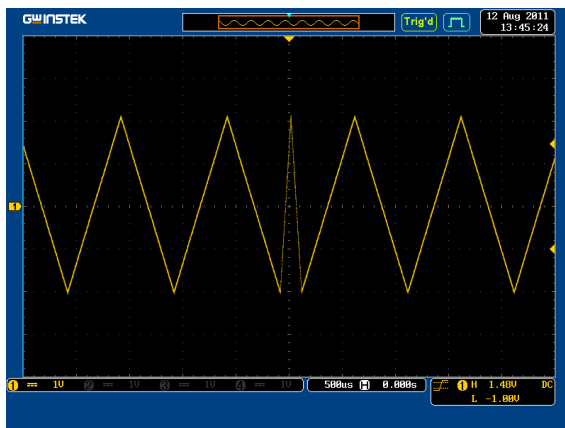 GWINSTEK
Trig'd
12 Aug 2011
13:45:24
1
1 1V 2 1V 3 1V 4 1V
500us H 0.000s
1 H 1.48V DC
L -1.00V